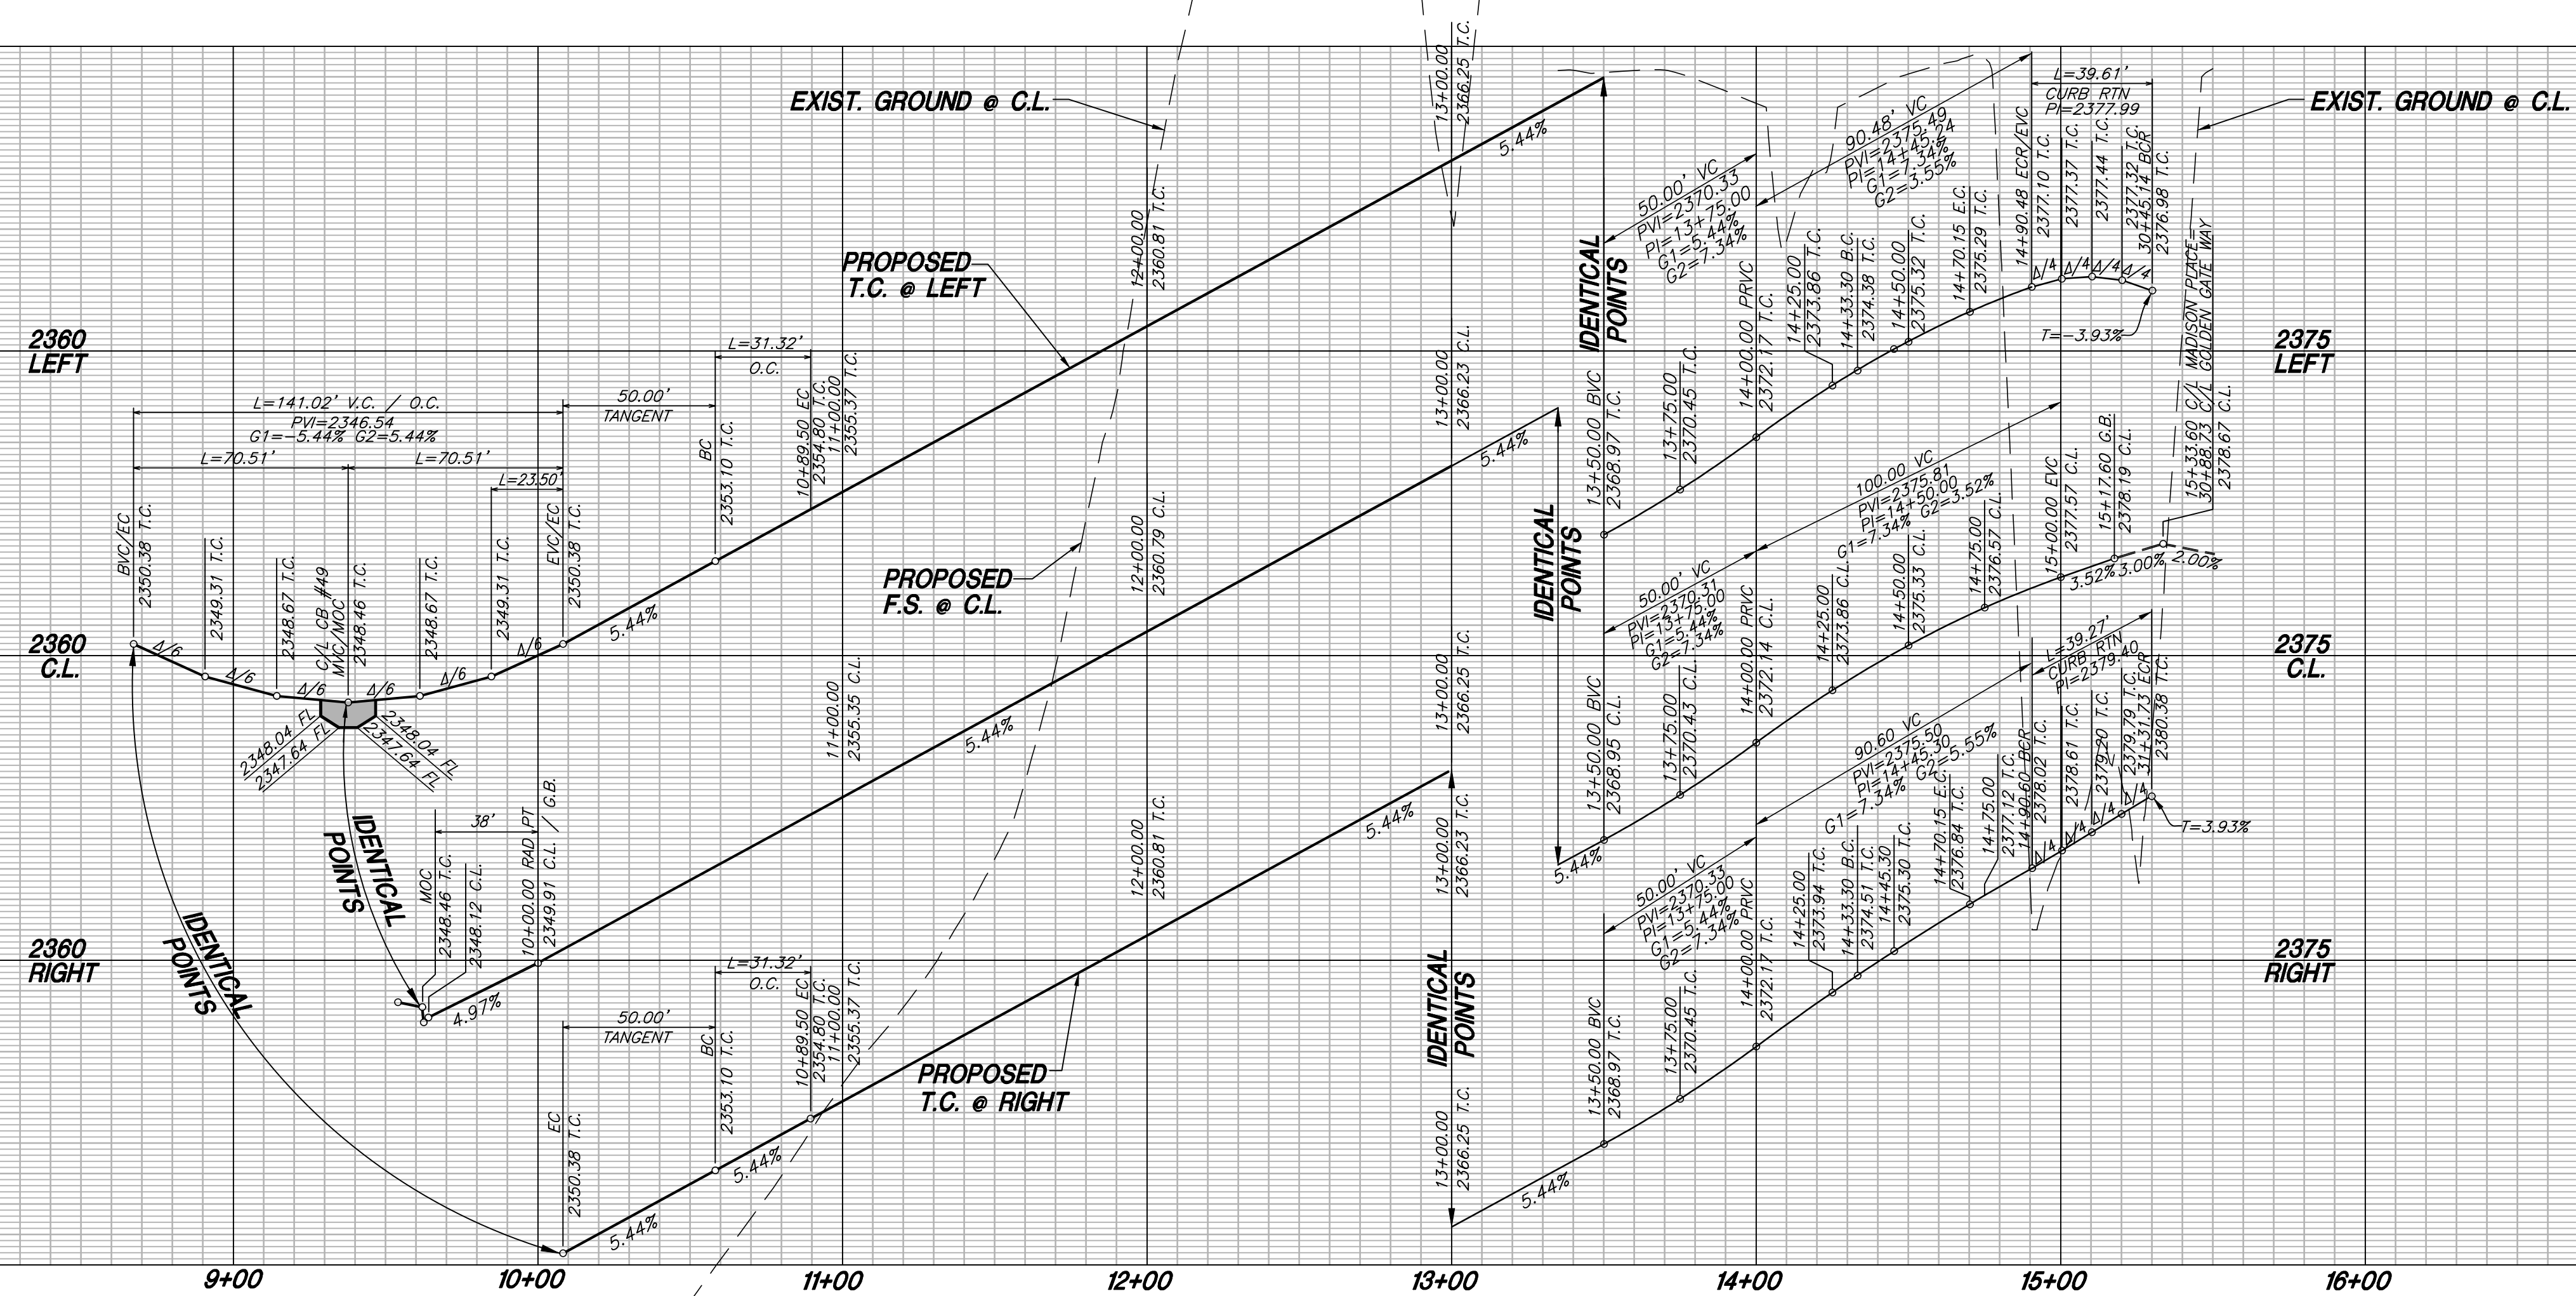 EXIST. GROUND @ C.L.
PROPOSED
T.C. @ LEFT
2360
LEFT
L=141.02' V.C. / O.C.
PVI=2346.54
G1=-5.44% G2=5.44%
L=70.51'
L=70.51'
L=23.50'
50.00'
TANGENT
L=31.32'
O.C.
BVC/EC
2350.38 T.C.
2349.31 T.C.
2348.67 T.C.
C/L CB #49
MVC/MOC
2348.46 T.C.
2348.67 T.C.
2349.31 T.C.
EVC/EC
2350.38 T.C.
BC
2353.10 T.C.
10+89.50 EC
2354.80 T.C.
11+00.00
2355.37 T.C.
12+00.00
2360.81 T.C.
13+00.00
2366.25 T.C.
5.44%
5.44%
Δ/6
Δ/6
Δ/6
Δ/6
Δ/6
Δ/6
2348.04 FL
2347.64 FL
2348.04 FL
2347.64 FL
IDENTICAL
POINTS
50.00' VC
PVI=2370.33
PI=13+75.00
G1=5.44%
G2=7.34%
90.48' VC
PVI=2375.49
PI=14+45.24
G1=7.34%
G2=3.55%
13+50.00 BVC
2368.97 T.C.
13+75.00
2370.45 T.C.
14+00.00 PRVC
2372.17 T.C.
14+25.00
2373.86 T.C.
14+33.30 B.C.
2374.38 T.C.
14+50.00
2375.32 T.C.
14+70.15 E.C.
2375.29 T.C.
14+90.48 ECR/EVC
2377.10 T.C.
2377.37 T.C.
2377.44 T.C.
2377.32 T.C.
30+45.14 BCR
2376.98 T.C.
L=39.61'
CURB RTN
PI=2377.99
Δ/4
Δ/4
Δ/4
Δ/4
T=-3.93%
EXIST. GROUND @ C.L.
2375
LEFT
2360
C.L.
PROPOSED
F.S. @ C.L.
IDENTICAL
POINTS
IDENTICAL
POINTS
38'
MOC
2348.46 T.C.
2348.12 C.L.
10+00.00 RAD PT
2349.91 C.L. / G.B.
4.97%
11+00.00
2355.35 C.L.
5.44%
12+00.00
2360.79 C.L.
13+00.00
2366.23 C.L.
5.44%
IDENTICAL
POINTS
5.44%
50.00' VC
PVI=2370.31
PI=13+75.00
G1=5.44%
G2=7.34%
100.00 VC
PVI=2375.81
PI=14+50.00
G1=7.34% G2=3.52%
13+50.00 BVC
2368.95 C.L.
13+75.00
2370.43 C.L.
14+00.00 PRVC
2372.14 C.L.
14+25.00
2373.86 C.L.
14+50.00
2375.33 C.L.
14+75.00
2376.57 C.L.
15+00.00 EVC
2377.57 C.L.
15+17.60 G.B.
2378.19 C.L.
15+33.60 C/L MADISON PLACE=
30+88.73 C/L GOLDEN GATE WAY
2378.67 C.L.
3.52%
3.00%
2.00%
2375
C.L.
2360
RIGHT
PROPOSED
T.C. @ RIGHT
50.00'
TANGENT
L=31.32'
O.C.
EC
2350.38 T.C.
5.44%
BC
2353.10 T.C.
5.44%
10+89.50 EC
2354.80 T.C.
11+00.00
2355.37 T.C.
12+00.00
2360.81 T.C.
13+00.00
2366.25 T.C.
13+00.00
2366.23 T.C.
5.44%
IDENTICAL
POINTS
13+00.00
2366.25 T.C.
5.44%
50.00' VC
PVI=2370.33
PI=13+75.00
G1=5.44%
G2=7.34%
90.60 VC
PVI=2375.50
PI=14+45.30
G1=7.34% G2=5.55%
13+50.00 BVC
2368.97 T.C.
13+75.00
2370.45 T.C.
14+00.00 PRVC
2372.17 T.C.
14+25.00
2373.94 T.C.
14+33.30 B.C.
2374.51 T.C.
14+45.30
2375.30 T.C.
14+70.15 E.C.
2376.84 T.C.
14+75.00
2377.12 T.C.
14+90.60 BCR
2378.02 T.C.
2378.61 T.C.
2379.20 T.C.
2379.79 T.C.
31+31.73 ECR
2380.38 T.C.
L=39.27'
CURB RTN
PI=2379.40
Δ/4
Δ/4
Δ/4
Δ/4
T=3.93%
2375
RIGHT
9+00
10+00
11+00
12+00
13+00
14+00
15+00
16+00